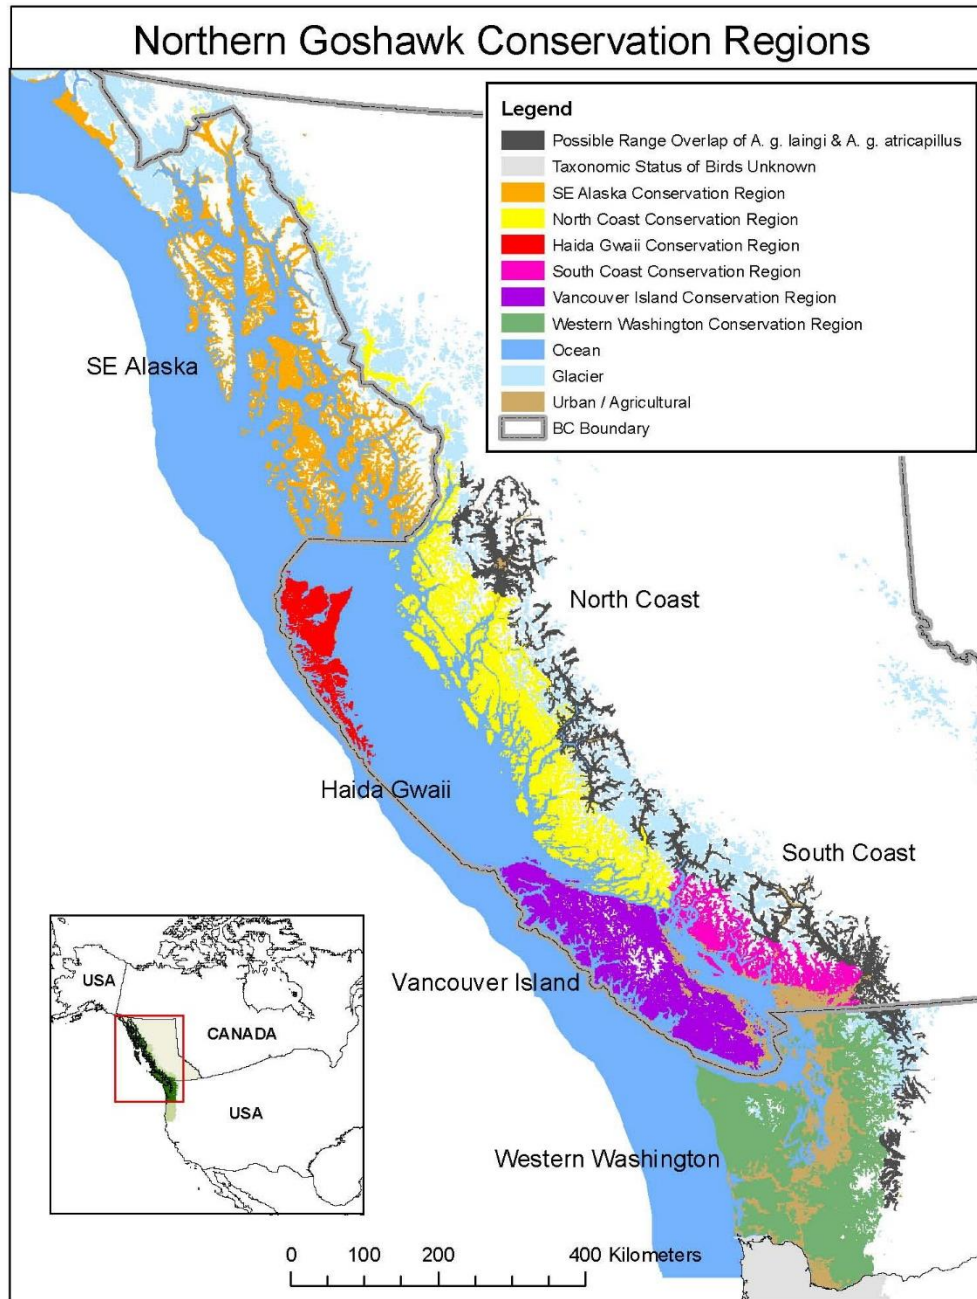 Northern Goshawk Conservation Regions
Legend
Possible Range Overlap of A. g. laingi & A. g. atricapillus
Taxonomic Status of Birds Unknown
SE Alaska Conservation Region
North Coast Conservation Region
Haida Gwaii Conservation Region
South Coast Conservation Region
Vancouver Island Conservation Region
Western Washington Conservation Region
Ocean
Glacier
Urban / Agricultural
BC Boundary
SE Alaska
North Coast
Haida Gwaii
South Coast
Vancouver Island
USA
CANADA
USA
Western Washington
0 100 200 400 Kilometers